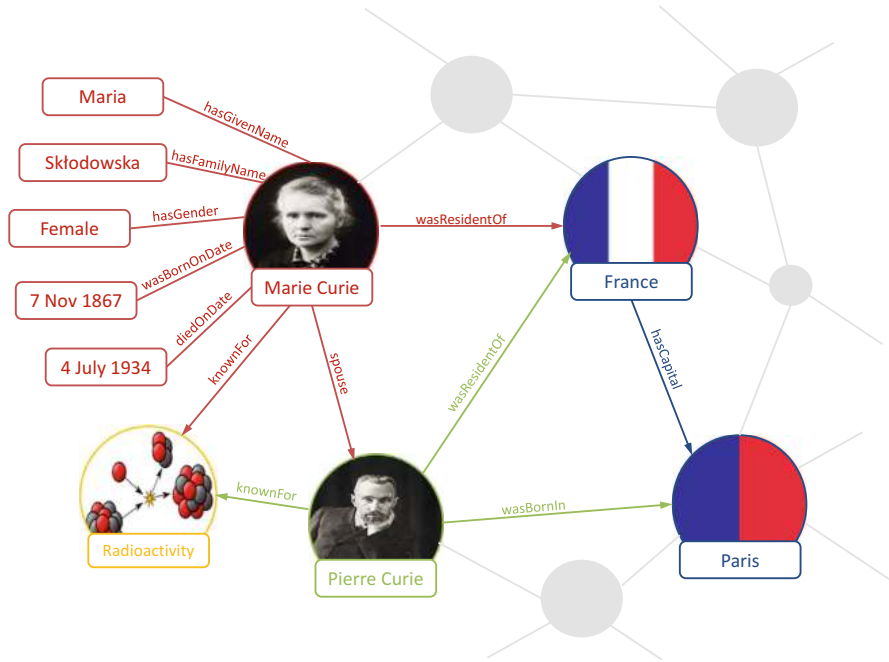 Maria
hasGivenName
Skłodowska
hasFamilyName
Female
hasGender
wasResidentOf
7 Nov 1867
wasBornOnDate
Marie Curie
France
4 July 1934
diedOnDate
knownFor
spouse
wasResidentOf
hasCapital
Radioactivity
knownFor
Pierre Curie
wasBornIn
Paris